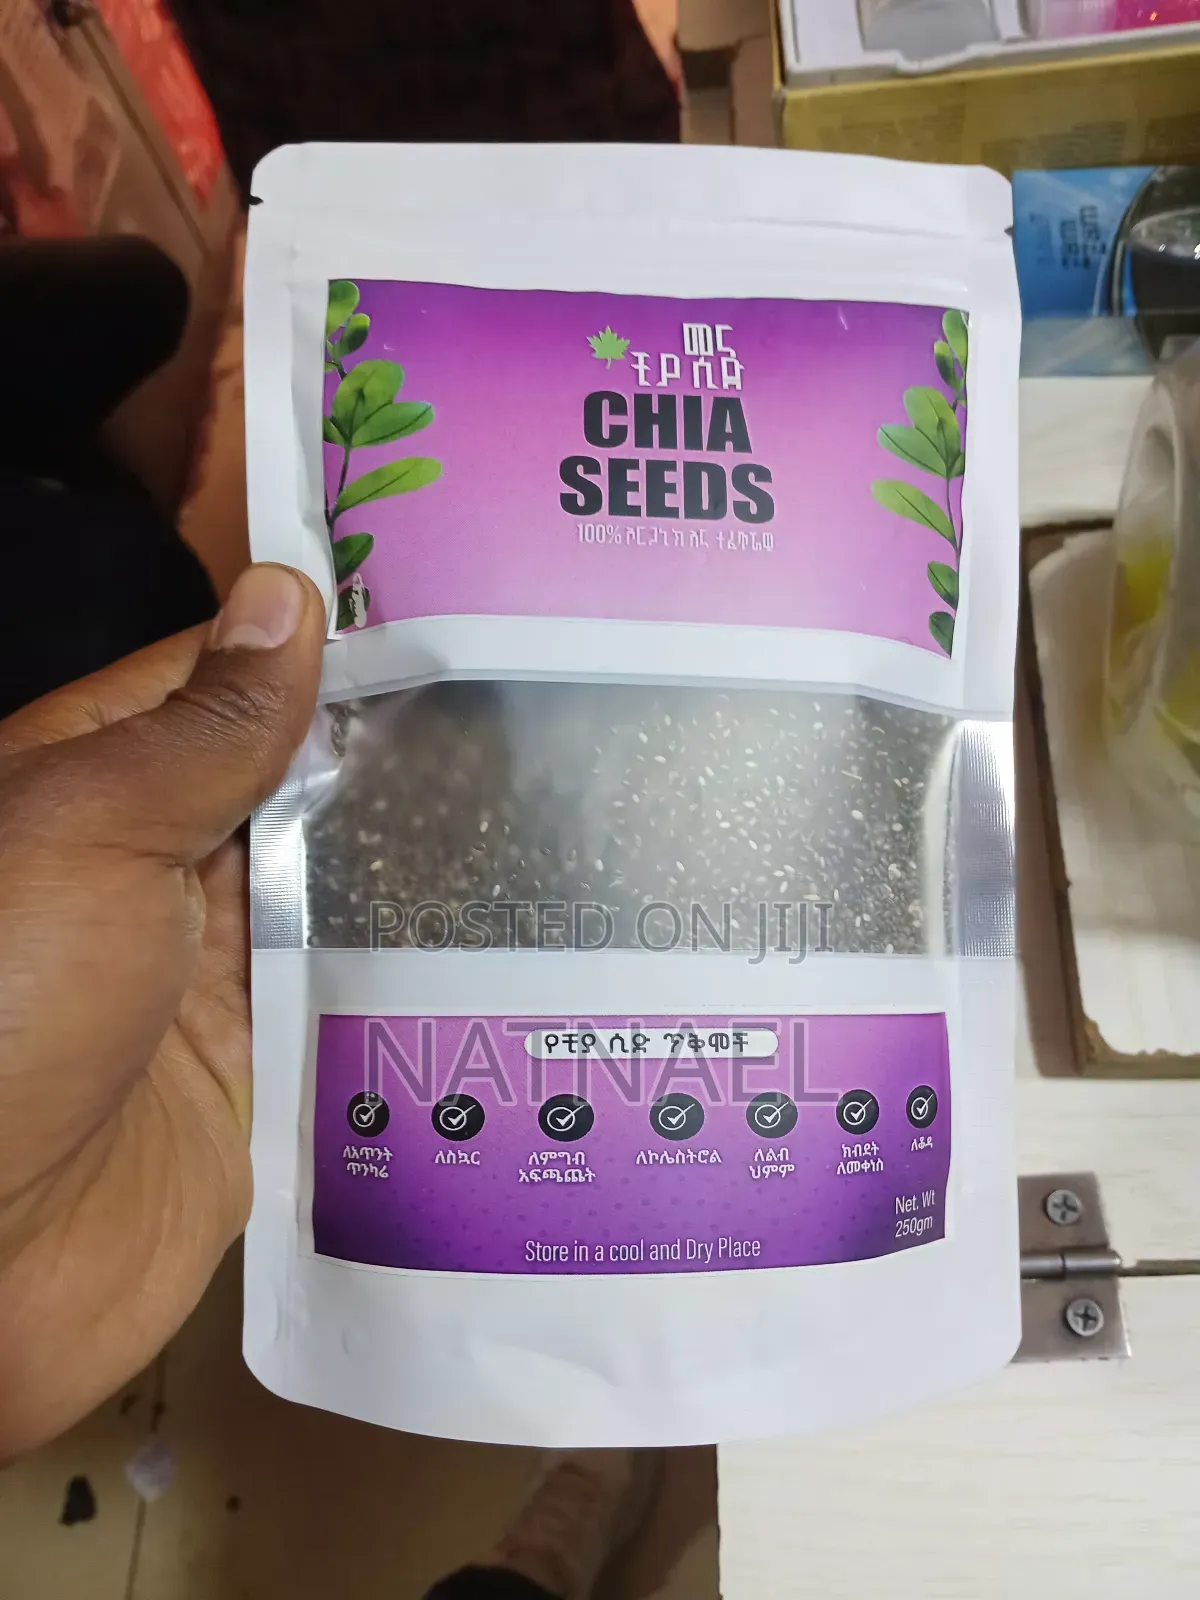 መና
ቺያ ሲድ
CHIA
SEEDS
100% ኦርጋኒክ እና ተፈጥሯዊ
POSTED ON JIJI
NATNAEL
የቺያ ሲድ ጥቅሞች
ለአጥንት
ጥንካሬ
ለስኳር
ለምግብ
አፍጫጨት
ለኮሌስትሮል
ለልብ
ህምም
ክብደት
ለመቀነስ
ለቆዳ
Net. Wt
250gm
Store in a cool and Dry Place